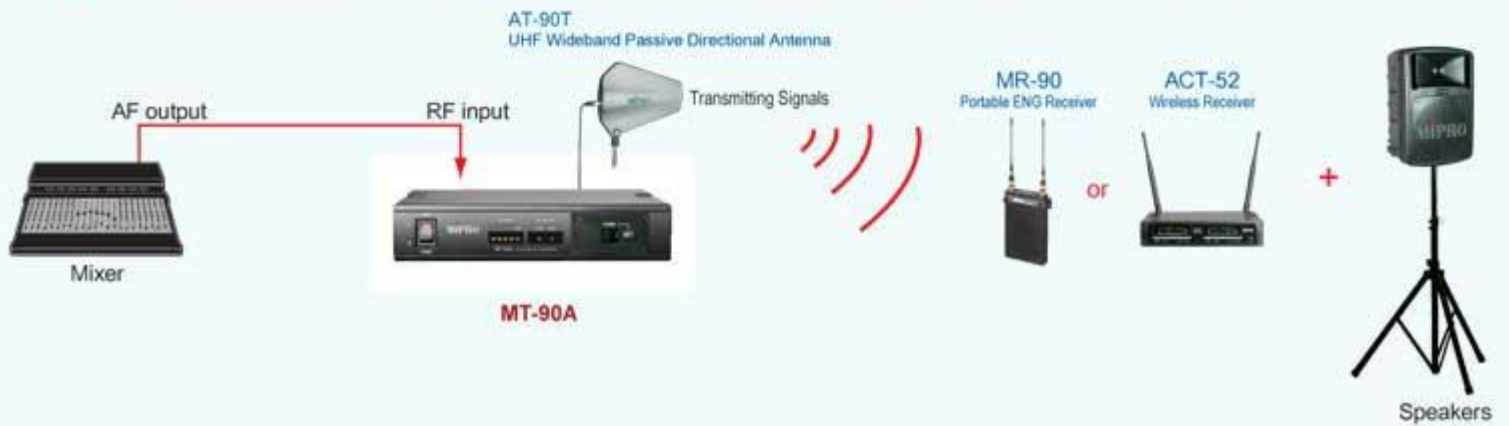 AT-90T
UHF Wideband Passive Directional Antenna
AF output
RF input
Transmitting Signals
MR-90
Portable ENG Receiver
ACT-52
Wireless Receiver
MIPRO
or
+
MIPRO
Mixer
MT-90A
Speakers